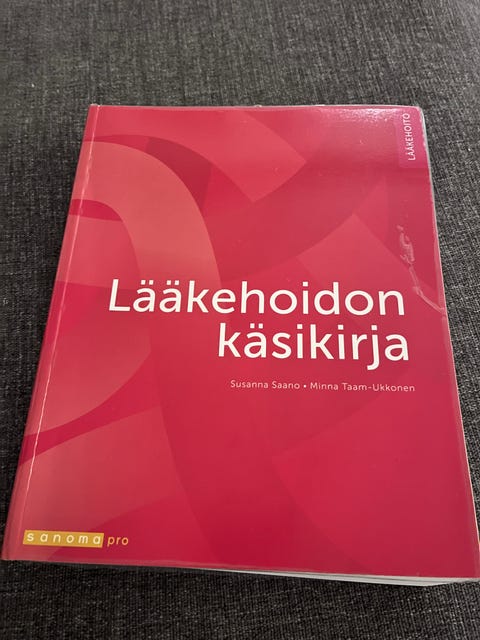 LÄÄKEHOITO
Lääkehoidon
käsikirja
Susanna Saano • Minna Taam-Ukkonen
sanoma pro